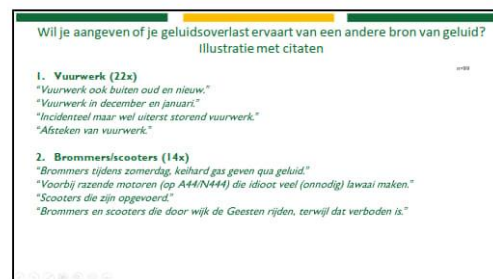 Wil je aangeven of je geluidsoverlast ervaart van een andere bron van geluid?
Illustratie met citaten
1. Vuurwerk (22x)
"Vuurwerk ook buiten oud en nieuw."
"Vuurwerk in december en januari."
"Incidenteel maar wel uiterst storend vuurwerk."
"Afsteken van vuurwerk."
2. Brommers/scooters (14x)
"Brommers tijdens zomerdag, keihard gas geven qua geluid."
"Voorbij razende motoren (op A44/N444) die idioot veel (onnodig) lawaai maken."
"Scooters die zijn opgevoerd."
"Brommers en scooters die door wijk de Geesten rijden, terwijl dat verboden is."